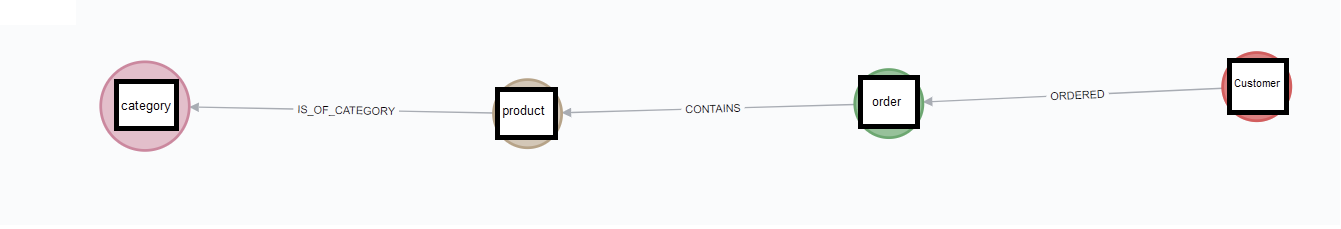 category
IS_OF_CATEGORY
product
CONTAINS
order
ORDERED
Customer